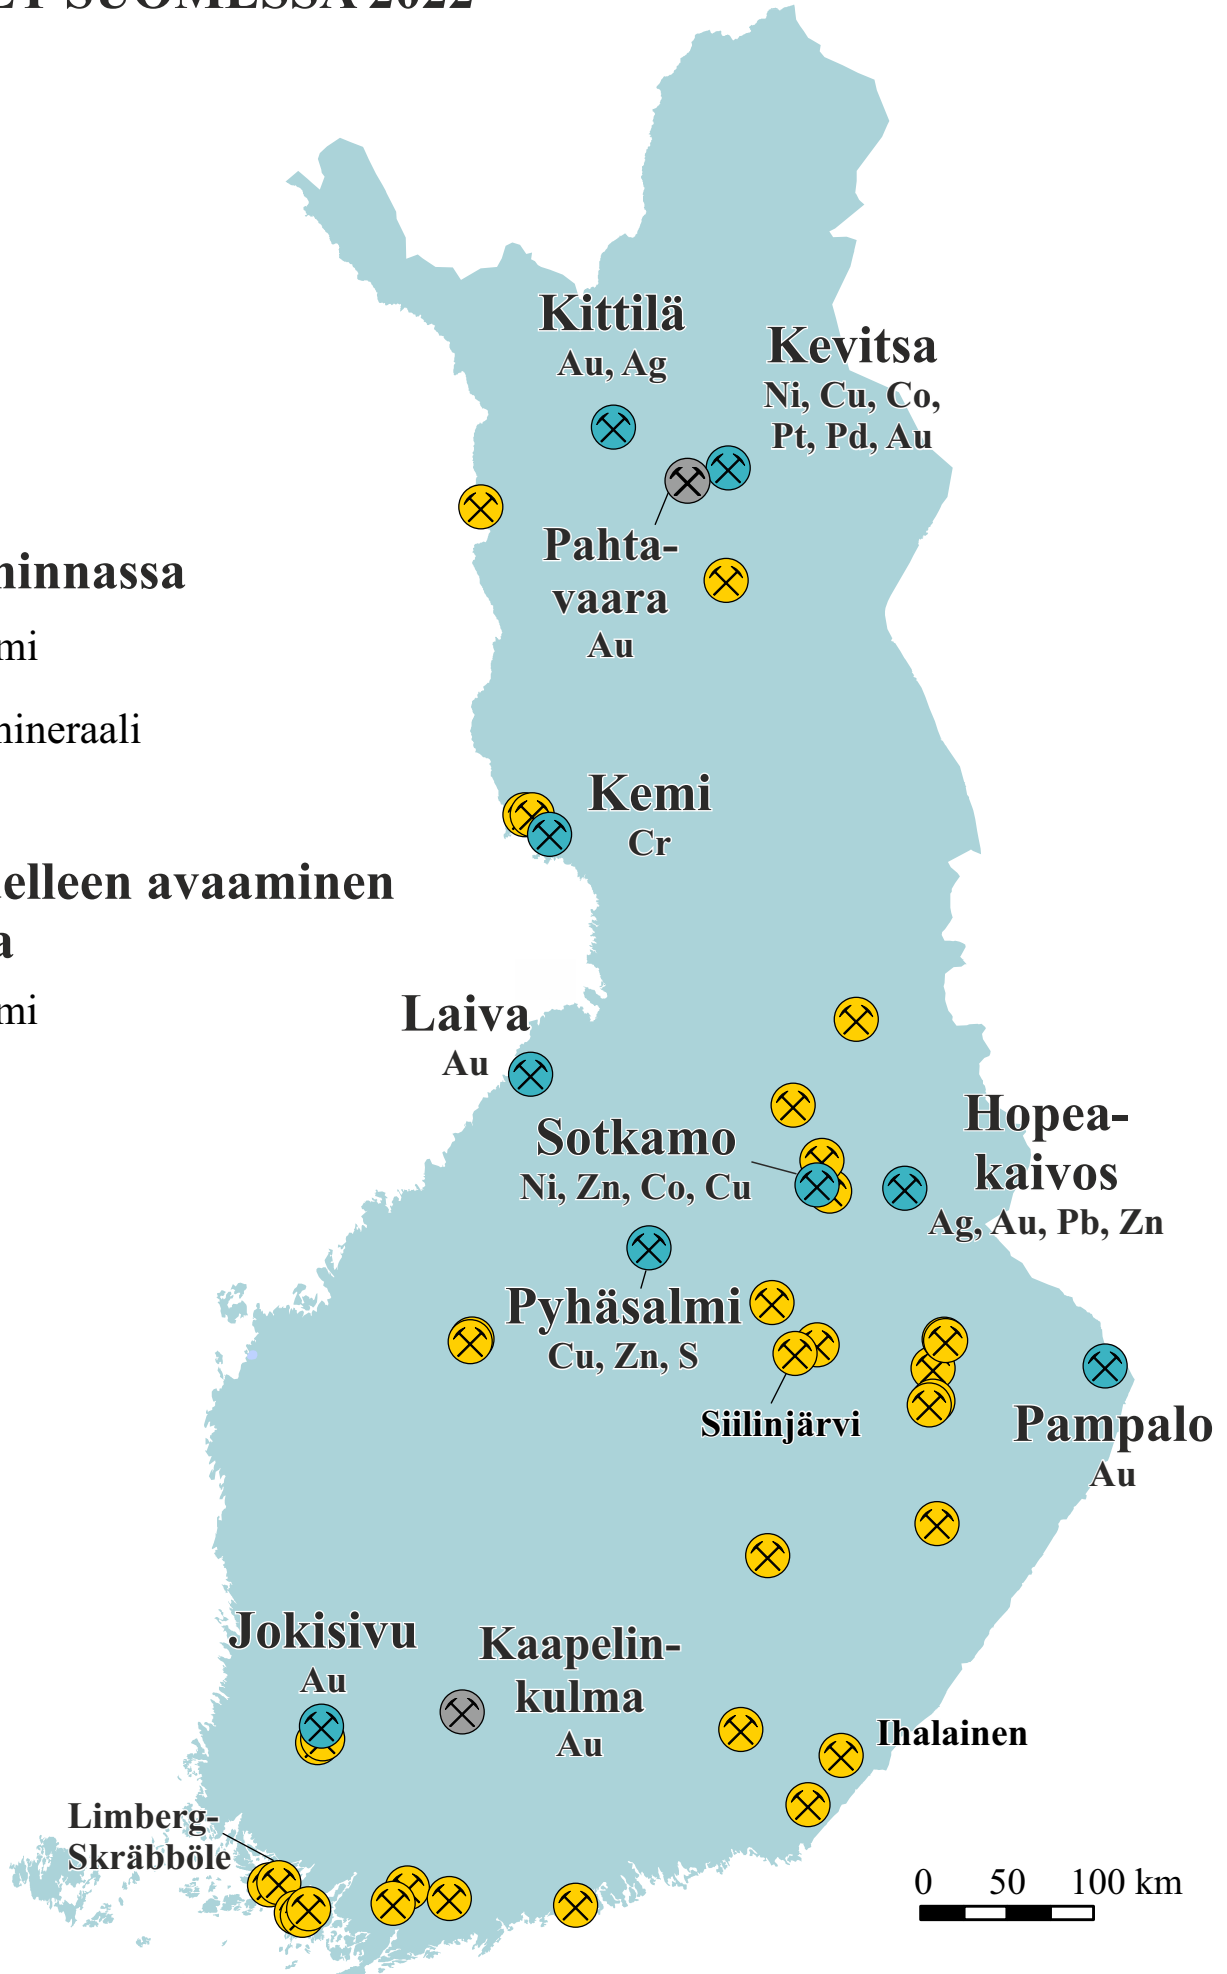 SUOMESSA 2022
Kittilä
Au, Ag
Kevitsa
Ni, Cu, Co,
Pt, Pd, Au
Pahta-
vaara
Au
minnassa
mi
mineraali
Kemi
Cr
elleen avaaminen
a
mi
Laiva
Au
Sotkamo
Ni, Zn, Co, Cu
Hopea-
kaivos
Ag, Au, Pb, Zn
Pyhäsalmi
Cu, Zn, S
Siilinjärvi
Pampalo
Au
Jokisivu
Au
Kaapelin-
kulma
Au
Ihalainen
Limberg-
Skräbböle
0 50 100 km